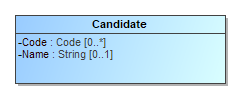 Candidate
-Code : Code [0..*]
-Name : String [0..1]